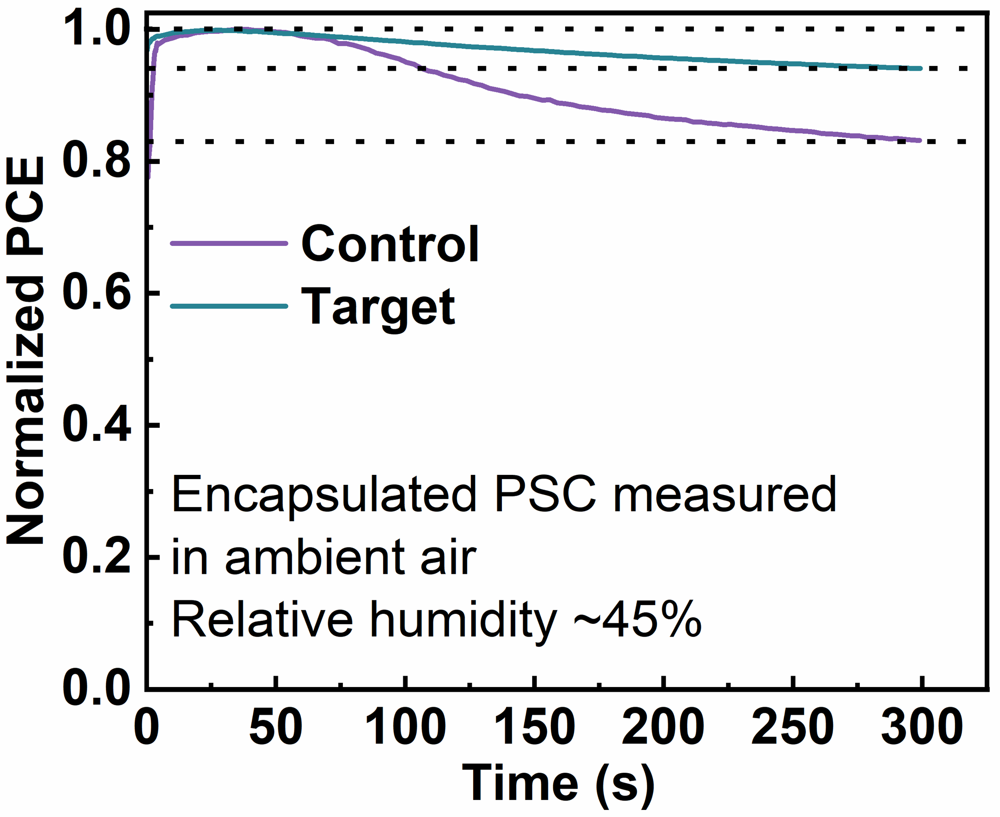 1.0
0.8
0.6
0.4
0.2
0.0
Normalized PCE
Control
Target
Encapsulated PSC measured
in ambient air
Relative humidity ~45%
0 50 100 150 200 250 300
Time (s)